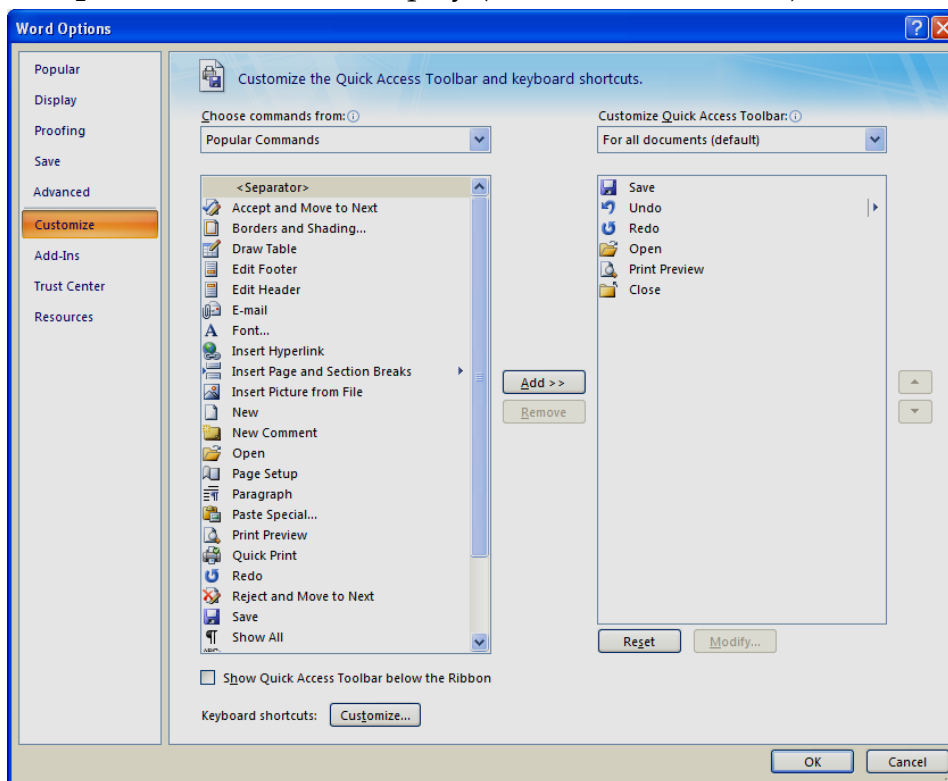 Word Options
Popular
Display
Proofing
Save
Advanced
Customize
Add-Ins
Trust Center
Resources
Customize the Quick Access Toolbar and keyboard shortcuts.
Choose commands from:
Popular Commands
<Separator>
Accept and Move to Next
Borders and Shading...
Draw Table
Edit Footer
Edit Header
E-mail
Font...
Insert Hyperlink
Insert Page and Section Breaks
Insert Picture from File
New
New Comment
Open
Page Setup
Paragraph
Paste Special...
Print Preview
Quick Print
Redo
Reject and Move to Next
Save
Show All
Add >>
Remove
Customize Quick Access Toolbar:
For all documents (default)
Save
Undo
Redo
Open
Print Preview
Close
Reset
Modify...
Show Quick Access Toolbar below the Ribbon
Keyboard shortcuts:
Customize...
OK
Cancel